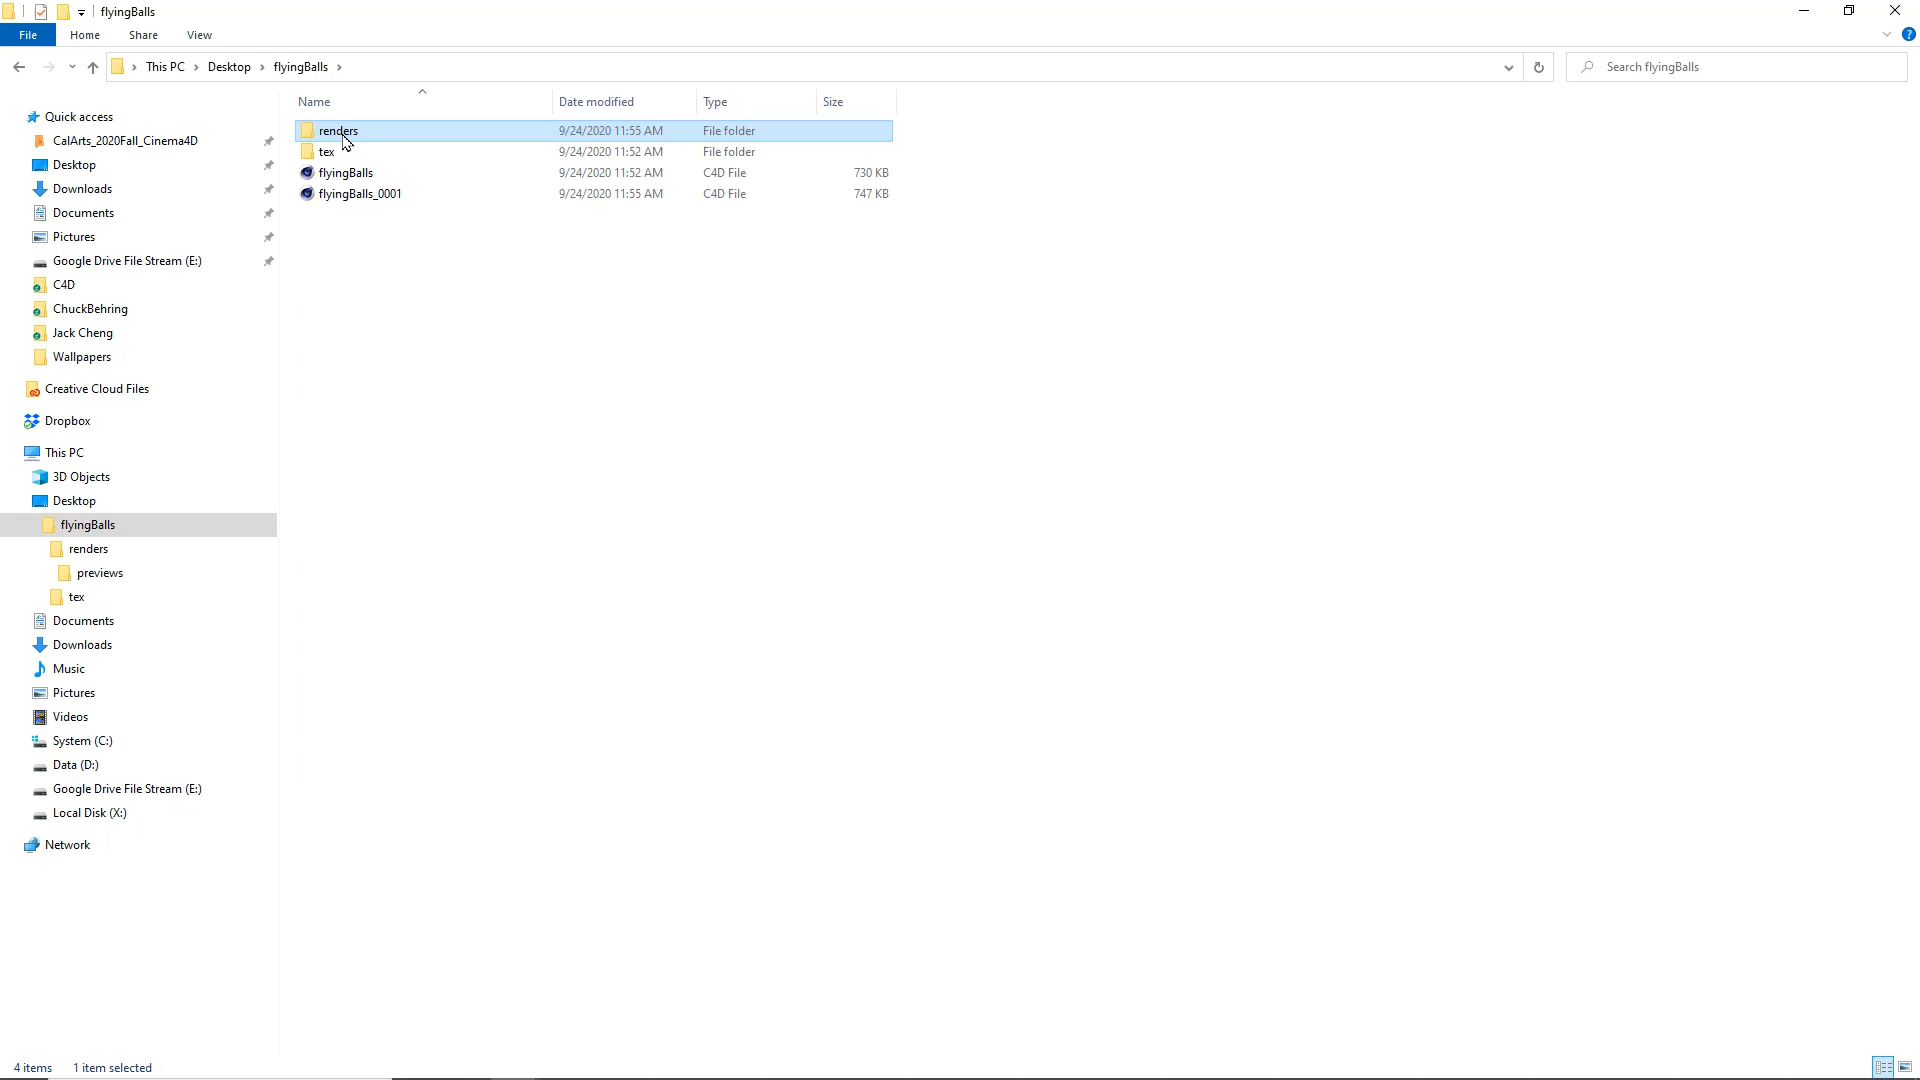 flyingBalls
File Home Share View
This PC Desktop flyingBalls
Search flyingBalls
Name Date modified Type Size
renders 9/24/2020 11:55 AM File folder
tex 9/24/2020 11:52 AM File folder
flyingBalls 9/24/2020 11:52 AM C4D File 730 KB
flyingBalls_0001 9/24/2020 11:55 AM C4D File 747 KB
Quick access
CalArts_2020Fall_Cinema4D
Desktop
Downloads
Documents
Pictures
Google Drive File Stream (E:)
C4D
ChuckBehring
Jack Cheng
Wallpapers
Creative Cloud Files
Dropbox
This PC
3D Objects
Desktop
flyingBalls
renders
previews
tex
Documents
Downloads
Music
Pictures
Videos
System (C:)
Data (D:)
Google Drive File Stream (E:)
Local Disk (X:)
Network
4 items 1 item selected